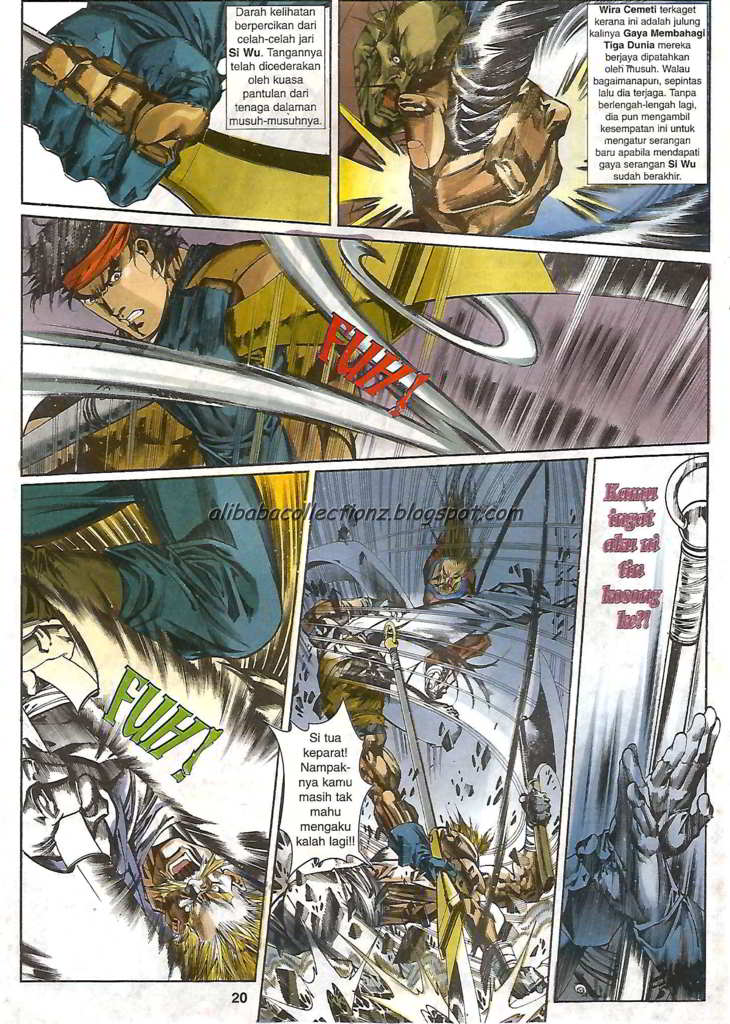 Darah kelihatan
berpercikan dari
celah-celah jari
Si Wu. Tangannya
telah dicederakan
oleh kuasa
pantulan dari
tenaga dalaman
musuh-musuhnya.
Wira Cemeti terkaget
kerana ini adalah julung
kalinya Gaya Membahagi
Tiga Dunia mereka
berjaya dipatahkan
oleh musuh. Walau
bagaimanapun, sepintas
lalu dia terjaga. Tanpa
berlengah-lengah lagi,
dia pun mengambil
kesempatan ini untuk
mengatur serangan
baru apabila mendapati
gaya serangan Si Wu
sudah berakhir.
FUH!
alibabacollectionz.blogspot.com
FUH!
Si tua
keparat!
Nampak-
nya kamu
masih tak
mahu
mengaku
kalah lagi!!
Kamu
ingat
aku ni
tin
kosong
ke?!
20